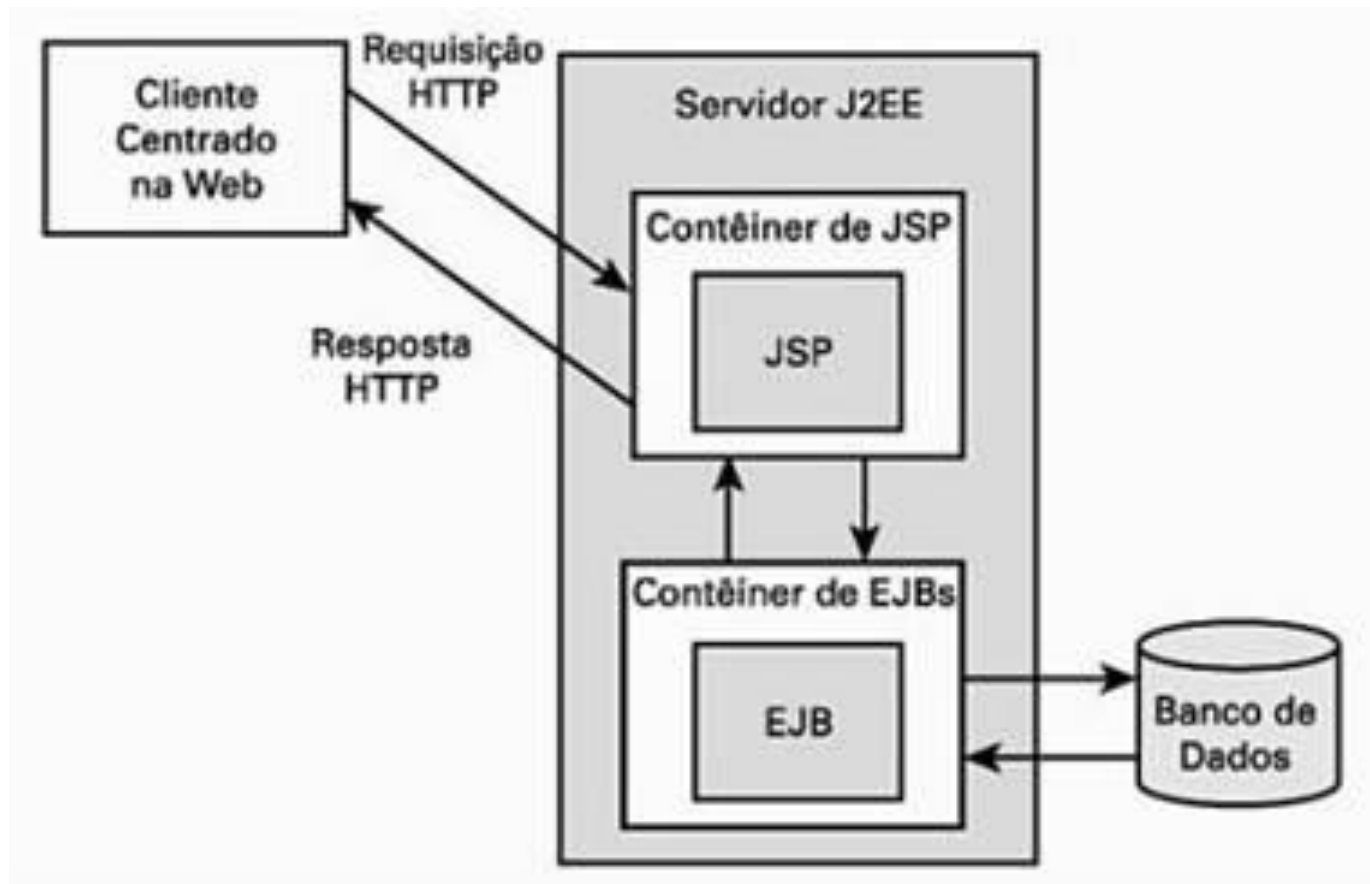 Cliente
Centrado
na Web
Requisição
HTTP
Servidor J2EE
Contêiner de JSP
JSP
Resposta
HTTP
Contêiner de EJBs
EJB
Banco de
Dados